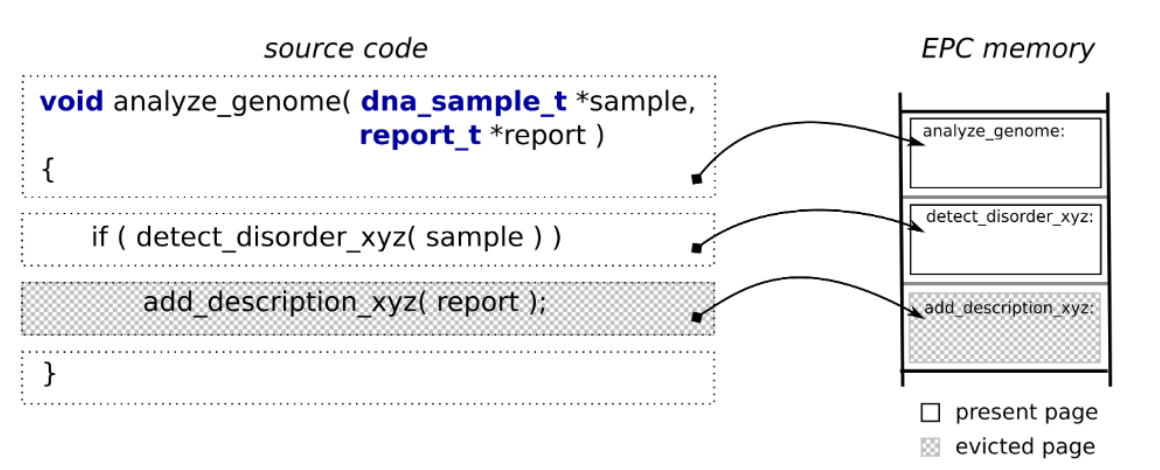 source code
void analyze_genome( dna_sample_t *sample,
report_t *report )
{
if ( detect_disorder_xyz( sample ) )
add_description_xyz( report );
}
EPC memory
analyze_genome:
detect_disorder_xyz:
add_description_xyz:
present page
evicted page